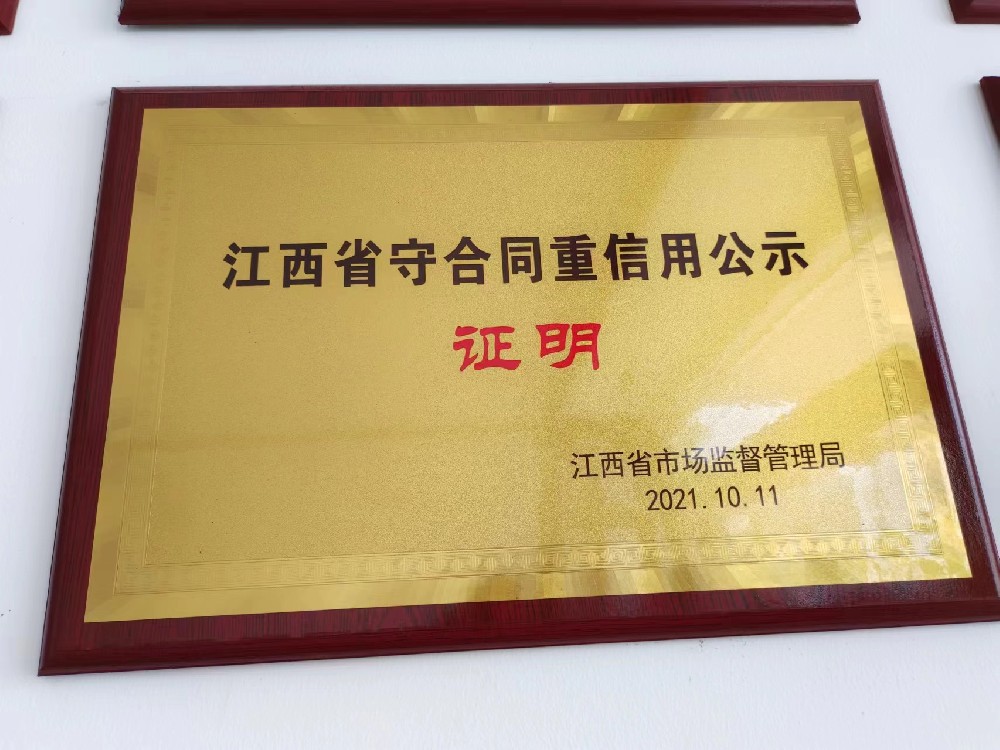 江西省守合同重信用公示
证明
江西省市场监督管理局
2021.10.11